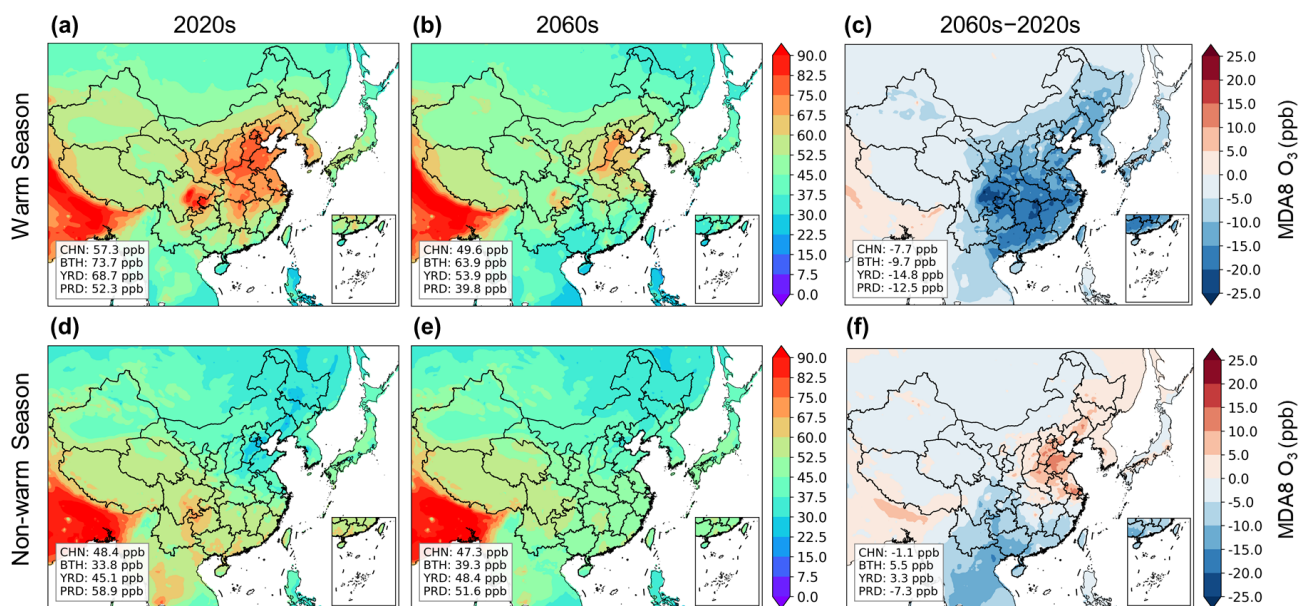 (a) 2020s
(b) 2060s
(c) 2060s−2020s
Warm Season
CHN: 57.3 ppb
BTH: 73.7 ppb
YRD: 68.7 ppb
PRD: 52.3 ppb
CHN: 49.6 ppb
BTH: 63.9 ppb
YRD: 53.9 ppb
PRD: 39.8 ppb
90.0
82.5
75.0
67.5
60.0
52.5
45.0
37.5
30.0
22.5
15.0
7.5
0.0
CHN: -7.7 ppb
BTH: -9.7 ppb
YRD: -14.8 ppb
PRD: -12.5 ppb
25.0
20.0
15.0
10.0
5.0
0.0
-5.0
-10.0
-15.0
-20.0
-25.0
MDA8 O₃ (ppb)
(d)
(e)
(f)
Non-warm Season
CHN: 48.4 ppb
BTH: 33.8 ppb
YRD: 45.1 ppb
PRD: 58.9 ppb
CHN: 47.3 ppb
BTH: 39.3 ppb
YRD: 48.4 ppb
PRD: 51.6 ppb
90.0
82.5
75.0
67.5
60.0
52.5
45.0
37.5
30.0
22.5
15.0
7.5
0.0
CHN: -1.1 ppb
BTH: 5.5 ppb
YRD: 3.3 ppb
PRD: -7.3 ppb
25.0
20.0
15.0
10.0
5.0
0.0
-5.0
-10.0
-15.0
-20.0
-25.0
MDA8 O₃ (ppb)